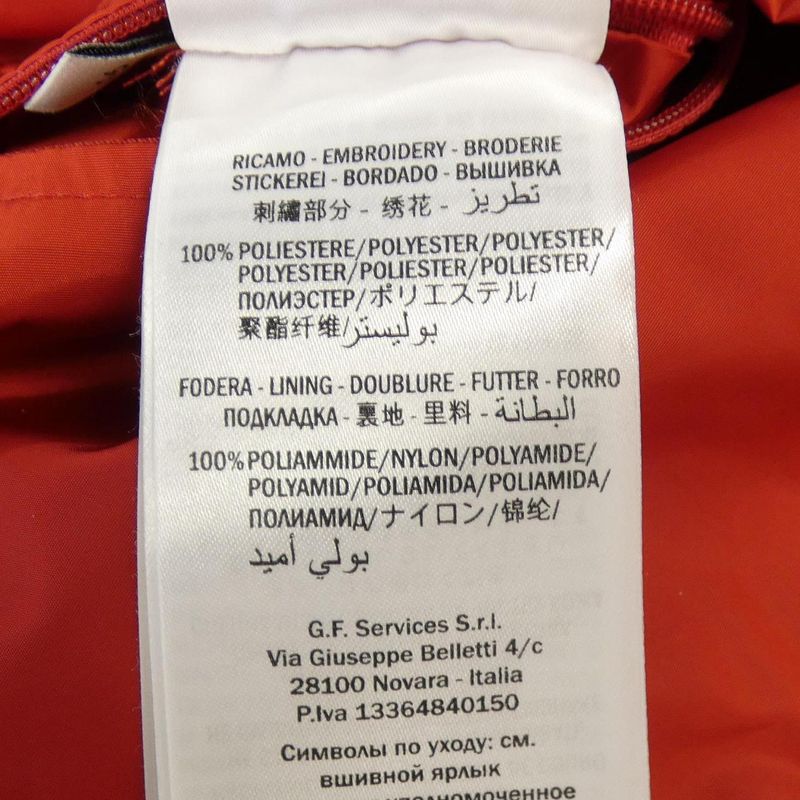 RICAMO - EMBROIDERY - BRODERIE
STICKEREI - BORDADO - ВЫШИВКА
刺繍部分 - 绣花 - تطريز
100% POLIESTERE/POLYESTER/POLYESTER/
POLYESTER/POLIESTER/POLIESTER/
ПОЛИЭСТЕР/ポリエステル/
聚酯纤维/بوليستر
FODERA - LINING - DOUBLURE - FUTTER - FORRO
ПОДКЛАДКА - 裏地 - 里料 - البطانة
100% POLIAMMIDE/NYLON/POLYAMIDE/
POLYAMID/POLIAMIDA/POLIAMIDA/
ПОЛИАМИД/ナイロン/锦纶/
بولي أميد
G.F. Services S.r.l.
Via Giuseppe Belletti 4/c
28100 Novara - Italia
P.Iva 13364840150
Символы по уходу: см.
вшивной ярлык